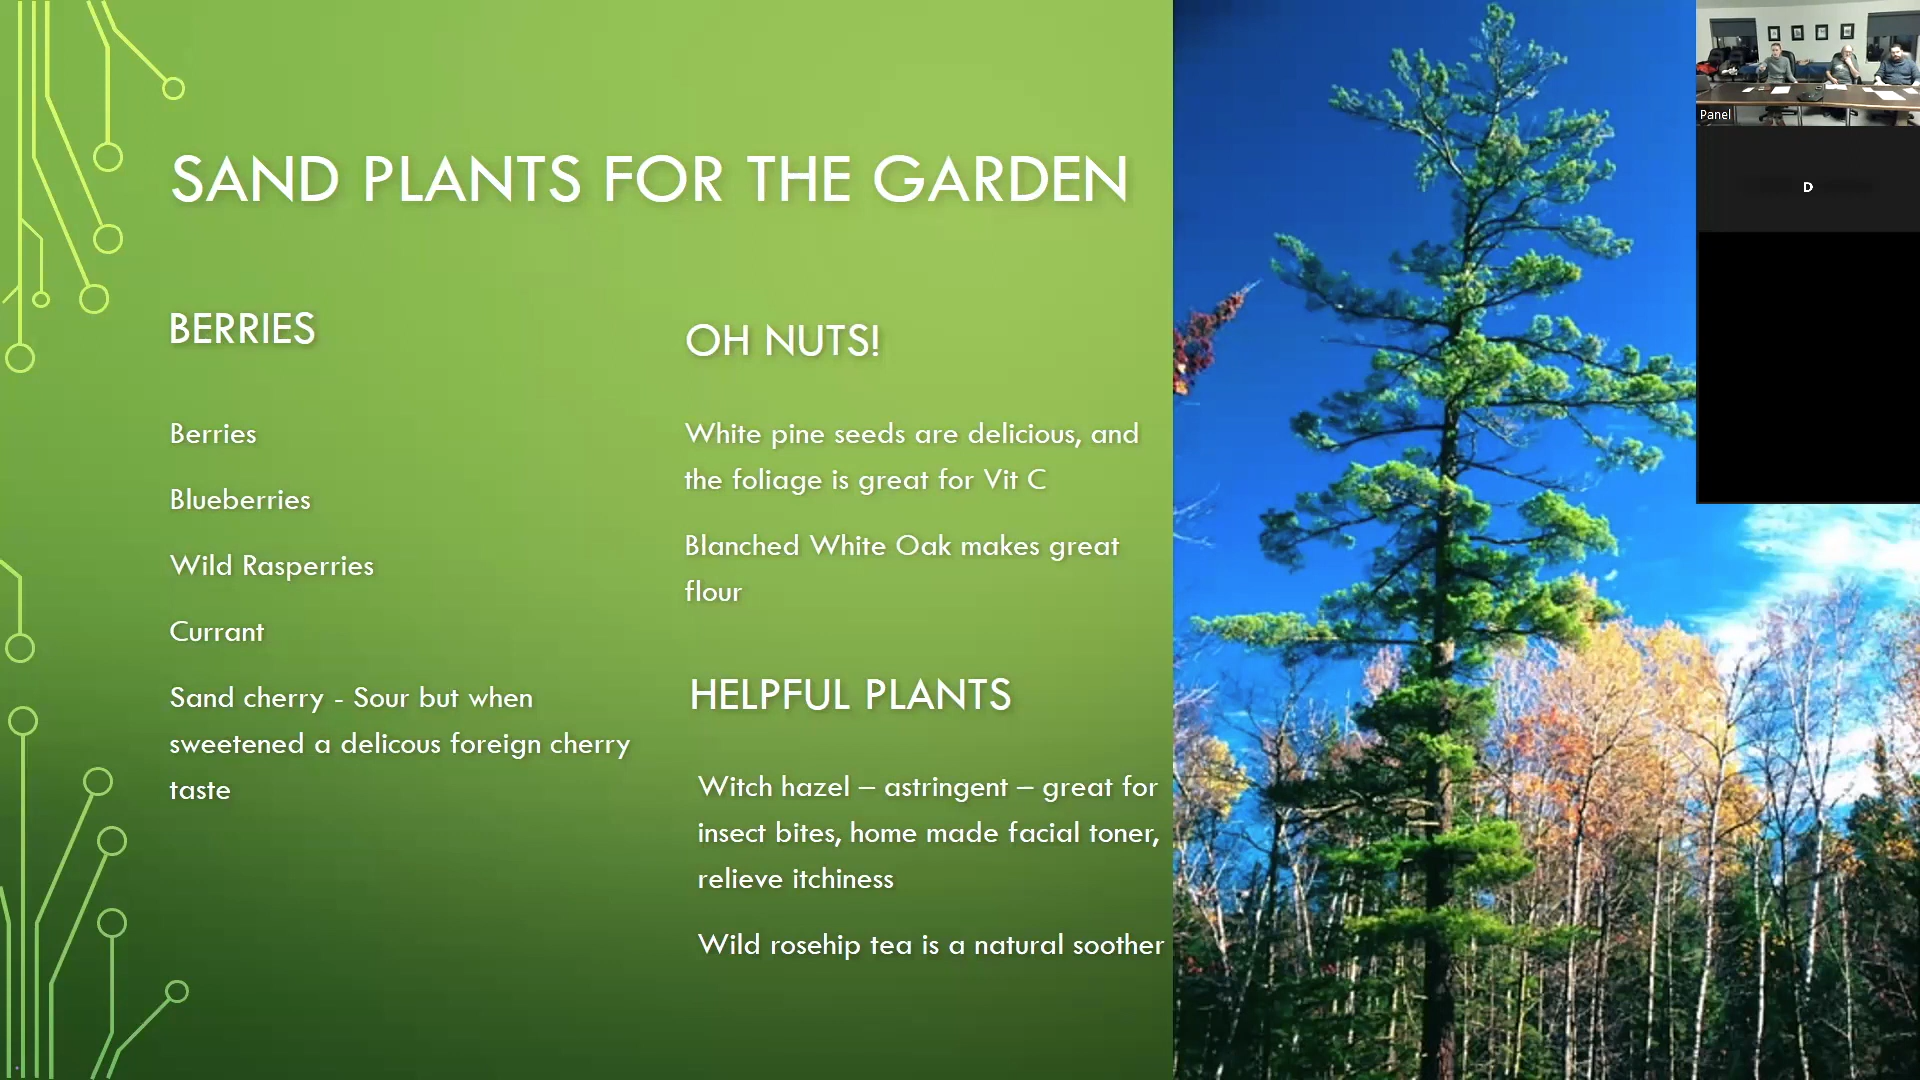 SAND PLANTS FOR THE GARDEN
BERRIES
Berries
Blueberries
Wild Rasperries
Currant
Sand cherry - Sour but when
sweetened a delicous foreign cherry
taste
OH NUTS!
White pine seeds are delicious, and
the foliage is great for Vit C
Blanched White Oak makes great
flour
HELPFUL PLANTS
Witch hazel – astringent – great for
insect bites, home made facial toner,
relieve itchiness
Wild rosehip tea is a natural soother
Panel
D